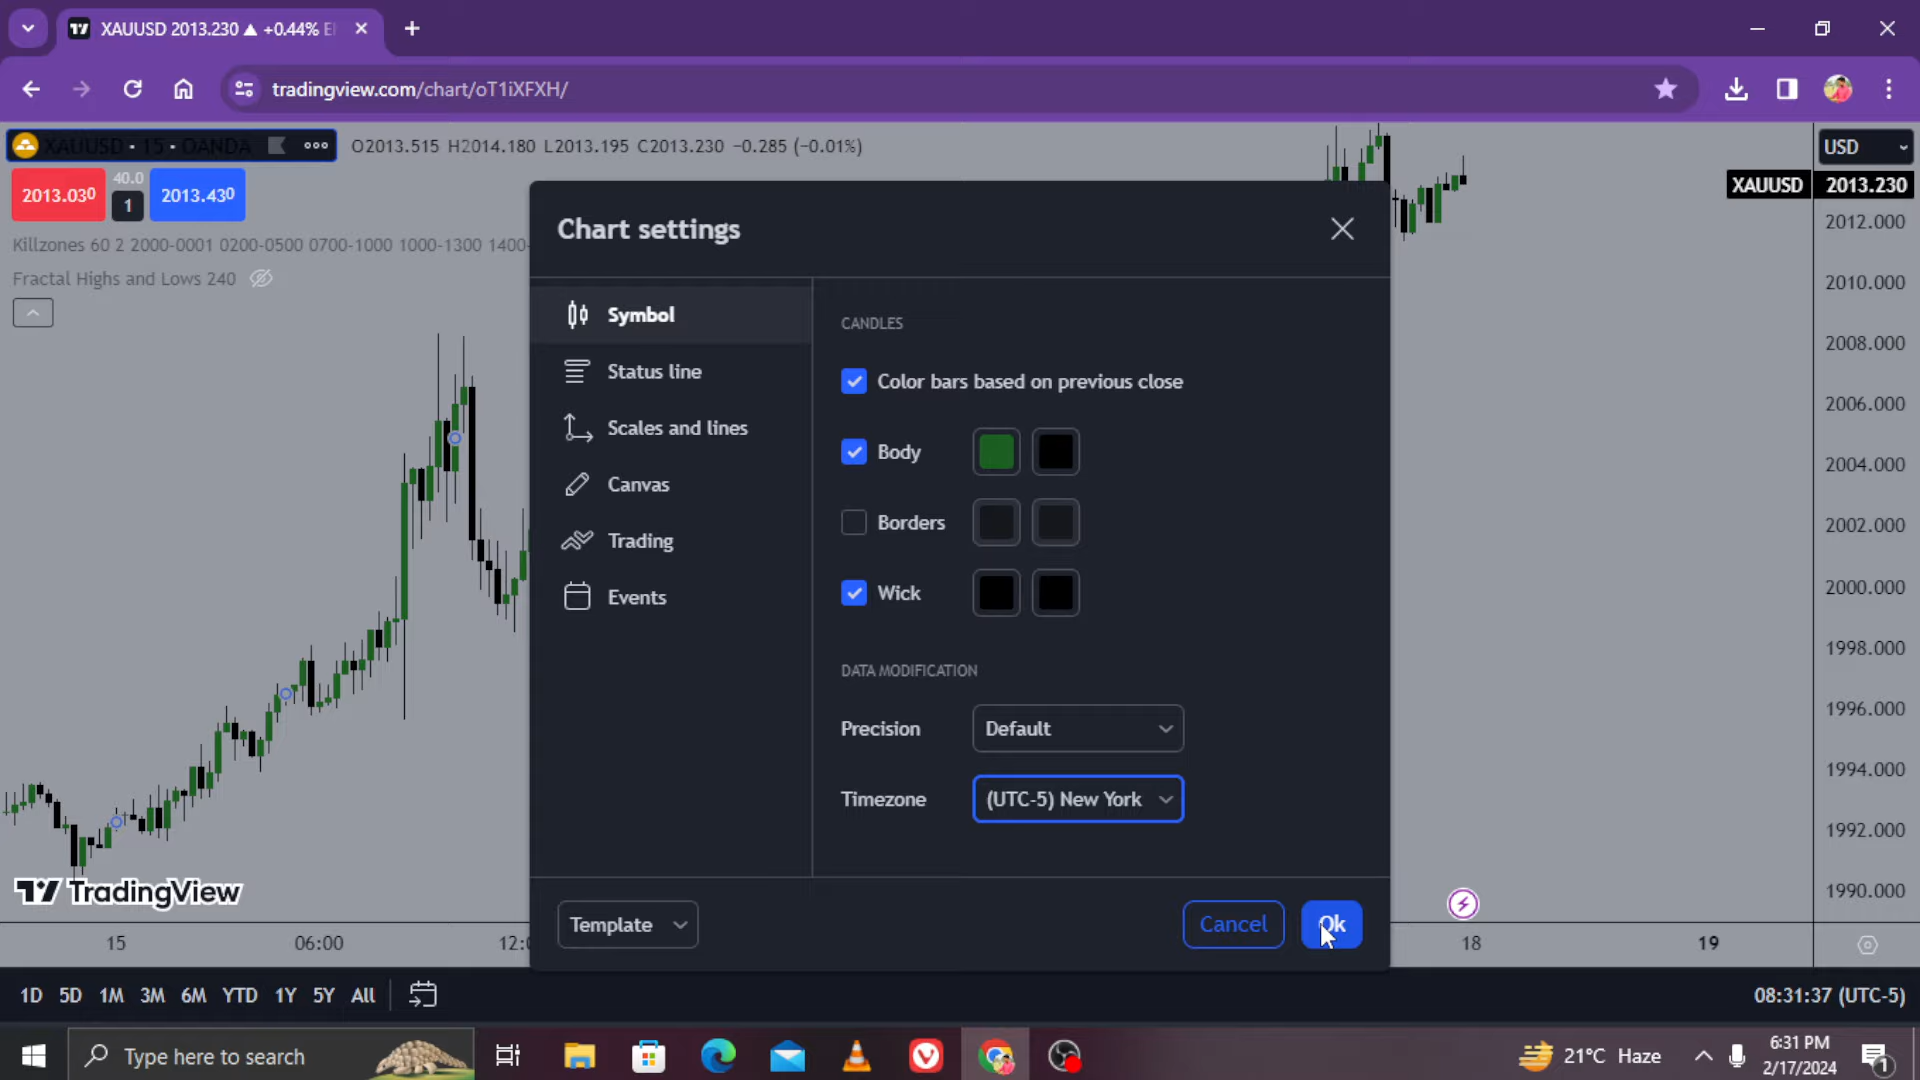 XAUUSD 2013.230 ▲ +0.44%
tradingview.com/chart/oT1iXFXH/
XAUUSD · 15 · OANDA
O2013.515 H2014.180 L2013.195 C2013.230 −0.285 (−0.01%)
USD
2013.030
40.0
1
2013.430
XAUUSD 2013.230
Killzones 60 2 2000-0001 0200-0500 0700-1000 1000-1300 1400-
Fractal Highs and Lows 240
Chart settings
Symbol
Status line
Scales and lines
Canvas
Trading
Events
CANDLES
Color bars based on previous close
Body
Borders
Wick
DATA MODIFICATION
Precision
Default
Timezone
(UTC-5) New York
Template
Cancel
Ok
2012.000
2010.000
2008.000
2006.000
2004.000
2002.000
2000.000
1998.000
1996.000
1994.000
1992.000
1990.000
TradingView
15
06:00
12:0
18
19
1D 5D 1M 3M 6M YTD 1Y 5Y All
08:31:37 (UTC-5)
Type here to search
21°C Haze
6:31 PM
2/17/2024
1